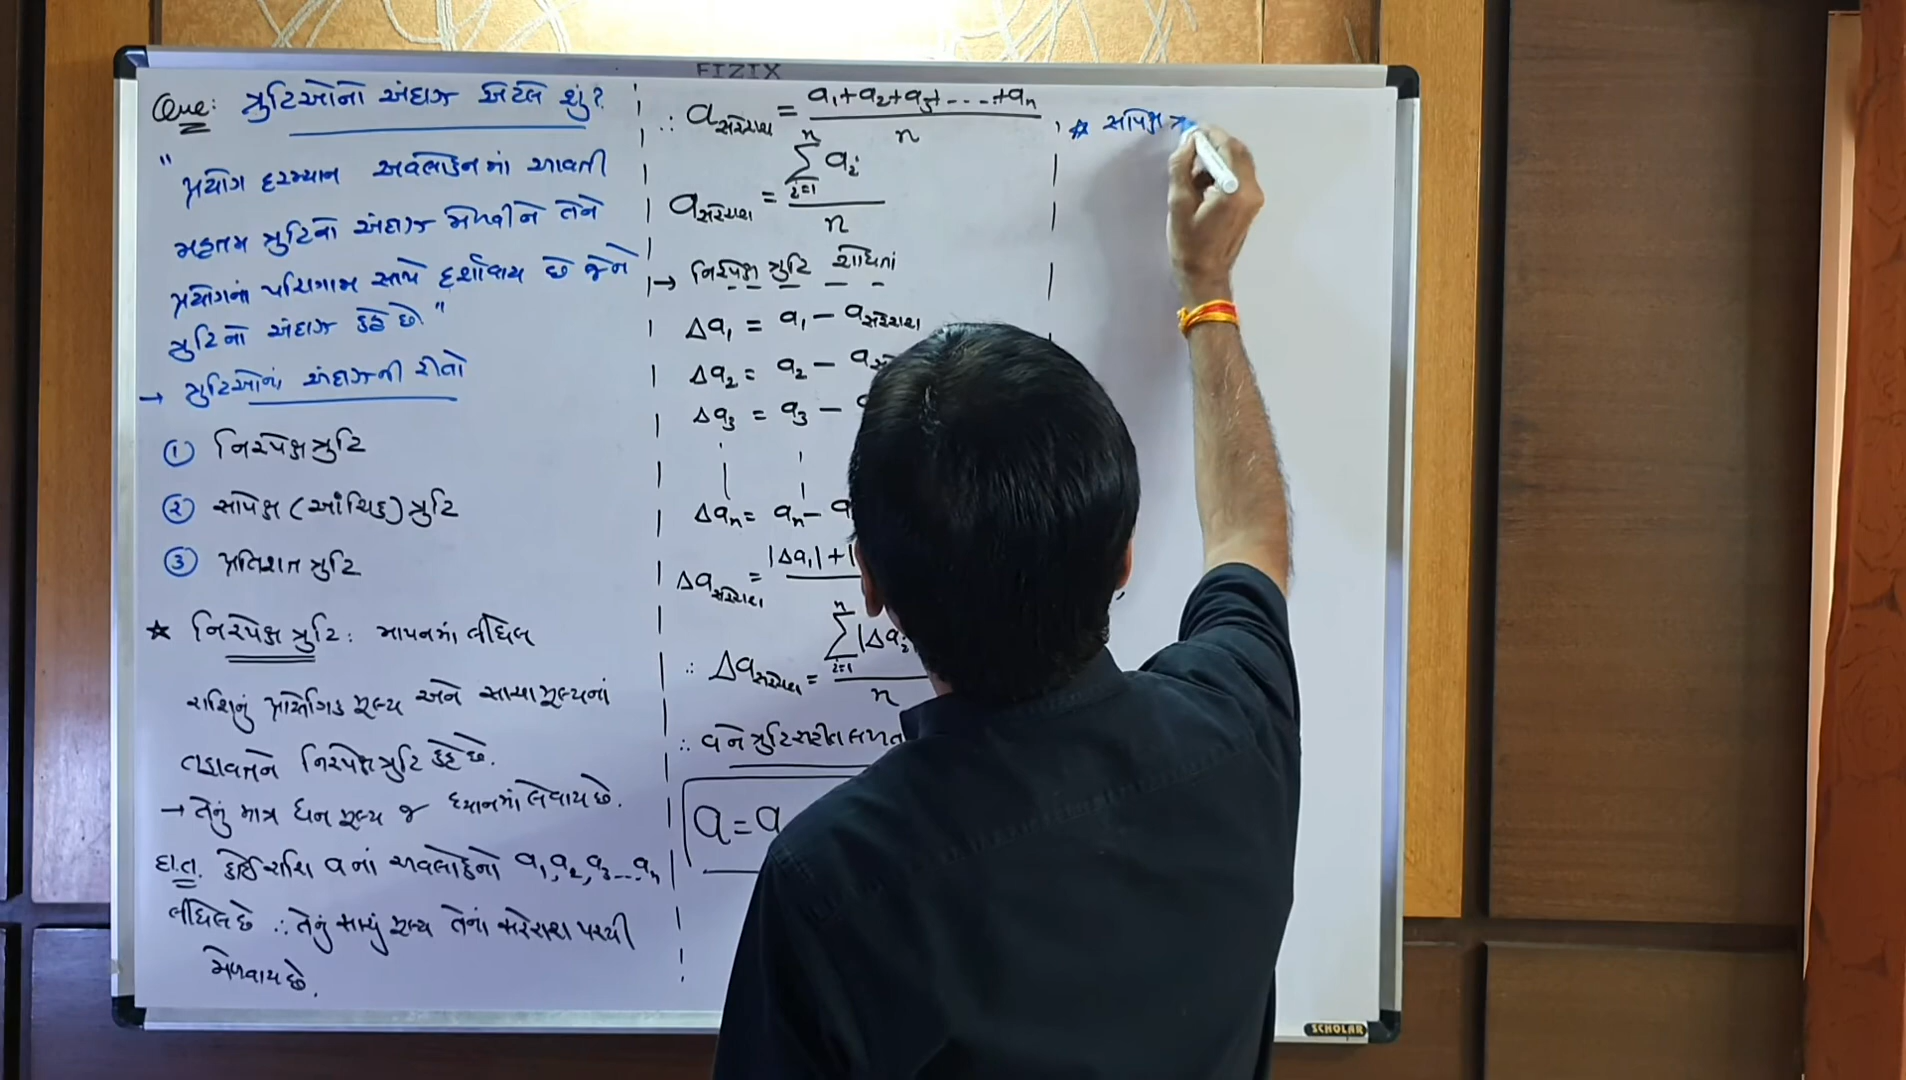 FIZIX
Que: ત્રુટિઓનો અંદાજ એટલે શું?
"પ્રયોગ દરમ્યાન અવલોકનમાં આવતી
મહત્તમ ત્રુટિનો અંદાજ મેળવીને તેને
પ્રયોગનાં પરિણામ સાથે દર્શાવાય છે જેને
ત્રુટિનો અંદાજ કહે છે."
→ ત્રુટિઓનાં અંદાજની રીતો
① નિરપેક્ષ ત્રુટિ
② સાપેક્ષ (આંશિક) ત્રુટિ
③ પ્રતિશત ત્રુટિ
☆ નિરપેક્ષ ત્રુટિ: માપનમાં લીધેલ
રાશિનું પ્રાયોગિક મૂલ્ય અને સાચા મૂલ્યનાં
તફાવતને નિરપેક્ષ ત્રુટિ કહે છે.
→ તેનું માત્ર ધન મૂલ્ય જ ધ્યાનમાં લેવાય છે.
દા.ત. કોઈ રાશિ a નાં અવલોકનો a₁, a₂, a₃ ... aₙ
લીધેલ છે ∴ તેનું સાચું મૂલ્ય તેનાં સરેરાશ પરથી
મેળવાય છે.
∴ aસરેરાશ = a₁+a₂+a₃+ - - - .+aₙ / n
aસરેરાશ = ∑ᵢ₌₁ⁿ aᵢ / n
→ નિરપેક્ષ ત્રુટિ શોધતાં
Δa₁ = a₁ − aસરેરાશ
Δa₂ = a₂ − a
Δa₃ = a₃ −
Δaₙ = aₙ − a
Δaસરેરાશ = |Δa₁| + |
∴ Δaસરેરાશ = ∑ᵢ₌₁ⁿ |Δaᵢ| / n
∴ a ને ત્રુટિ સહીત લખત
a = a
☆ સાપેક્ષ ત્ર
SCHOLAR